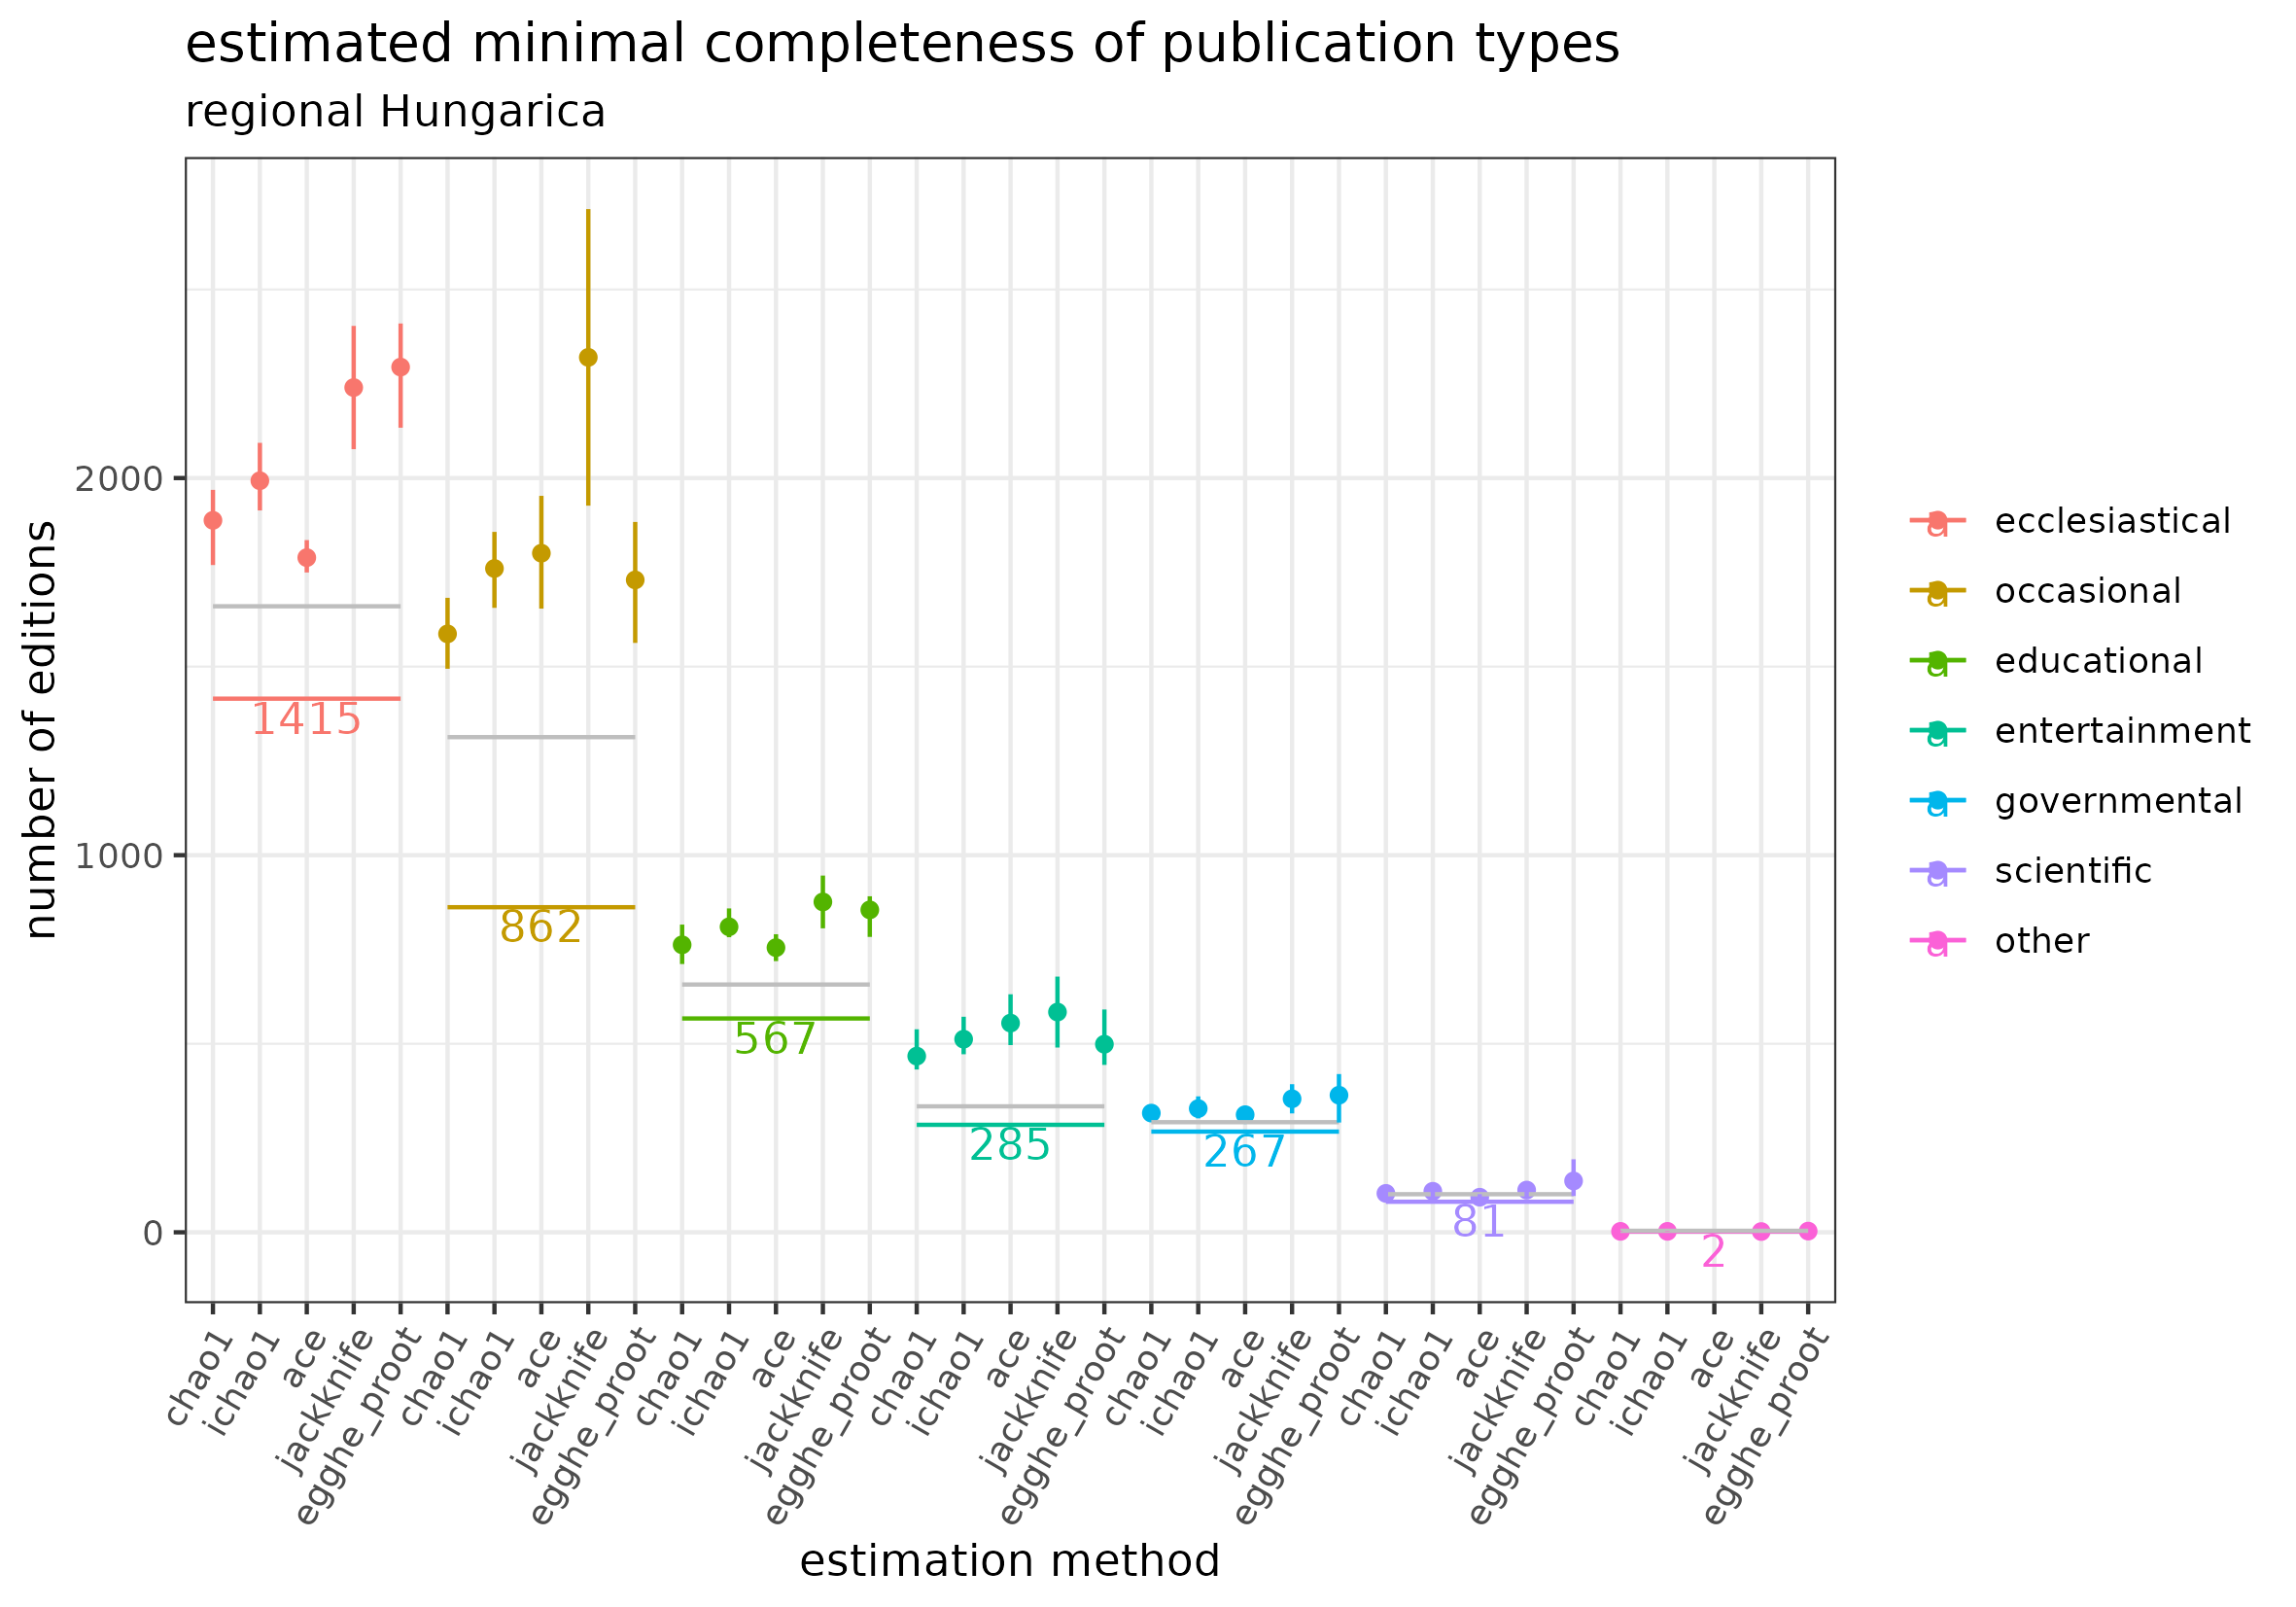 estimated minimal completeness of publication types
regional Hungarica
number of editions
2000
1000
0
1415
862
567
285
267
81
2
chao1
ichao1
ace
jackknife
egghe_proot
chao1
ichao1
ace
jackknife
egghe_proot
chao1
ichao1
ace
jackknife
egghe_proot
chao1
ichao1
ace
jackknife
egghe_proot
chao1
ichao1
ace
jackknife
egghe_proot
chao1
ichao1
ace
jackknife
egghe_proot
chao1
ichao1
ace
jackknife
egghe_proot
estimation method
a ecclesiastical
a occasional
a educational
a entertainment
a governmental
a scientific
a other